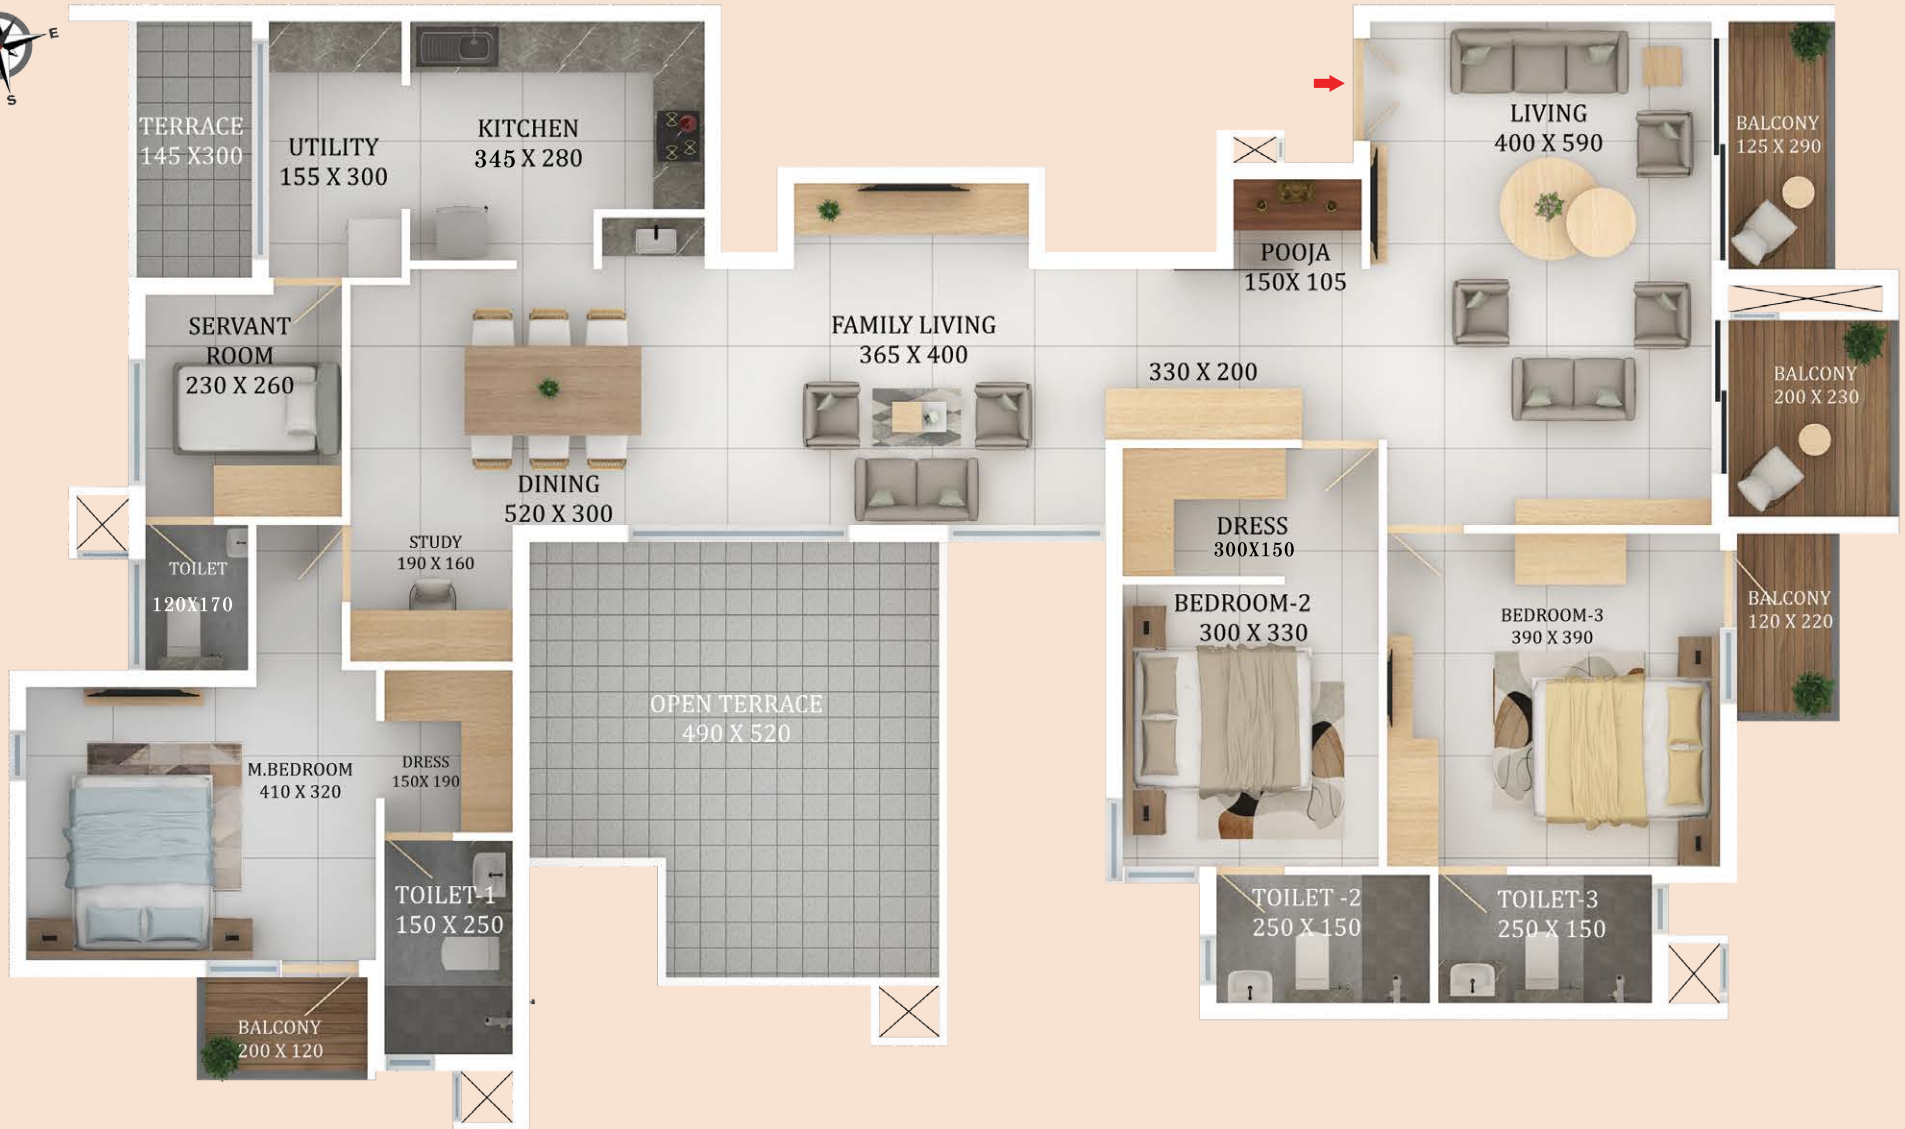 E
S
TERRACE
145 X300
UTILITY
155 X 300
KITCHEN
345 X 280
LIVING
400 X 590
BALCONY
125 X 290
POOJA
150X 105
SERVANT
ROOM
230 X 260
FAMILY LIVING
365 X 400
330 X 200
BALCONY
200 X 230
DINING
520 X 300
STUDY
190 X 160
DRESS
300X150
TOILET
120X170
BEDROOM-2
300 X 330
BEDROOM-3
390 X 390
BALCONY
120 X 220
OPEN TERRACE
490 X 520
M.BEDROOM
410 X 320
DRESS
150X 190
TOILET-1
150 X 250
TOILET -2
250 X 150
TOILET-3
250 X 150
BALCONY
200 X 120